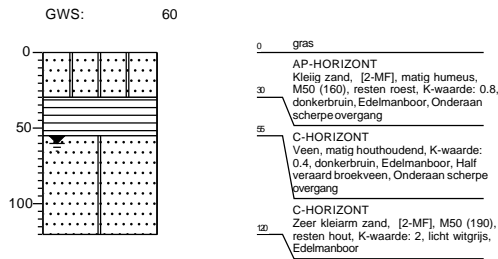 GWS: 60
0
50
100
0 gras
AP-HORIZONT
30 Kleiig zand, [2-MF], matig humeus,
M50 (160), resten roest, K-waarde: 0.8,
donkerbruin, Edelmanboor, Onderaan
scherpe overgang
55 C-HORIZONT
Veen, matig houthoudend, K-waarde:
0.4, donkerbruin, Edelmanboor, Half
veraard broekveen, Onderaan scherpe
overgang
120 C-HORIZONT
Zeer kleiarm zand, [2-MF], M50 (190),
resten hout, K-waarde: 2, licht witgrijs,
Edelmanboor